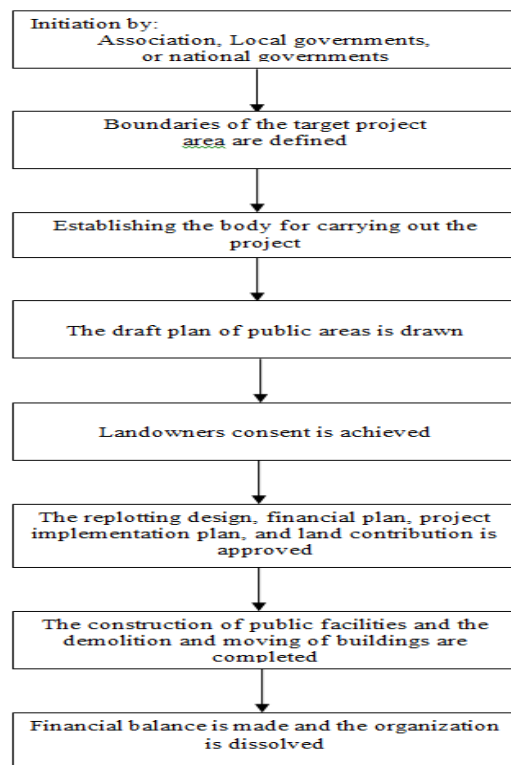 Initiation by:
Association, Local governments,
or national governments
Boundaries of the target project
area are defined
Establishing the body for carrying out the
project
The draft plan of public areas is drawn
Landowners consent is achieved
The replotting design, financial plan, project
implementation plan, and land contribution is
approved
The construction of public facilities and the
demolition and moving of buildings are
completed
Financial balance is made and the organization
is dissolved